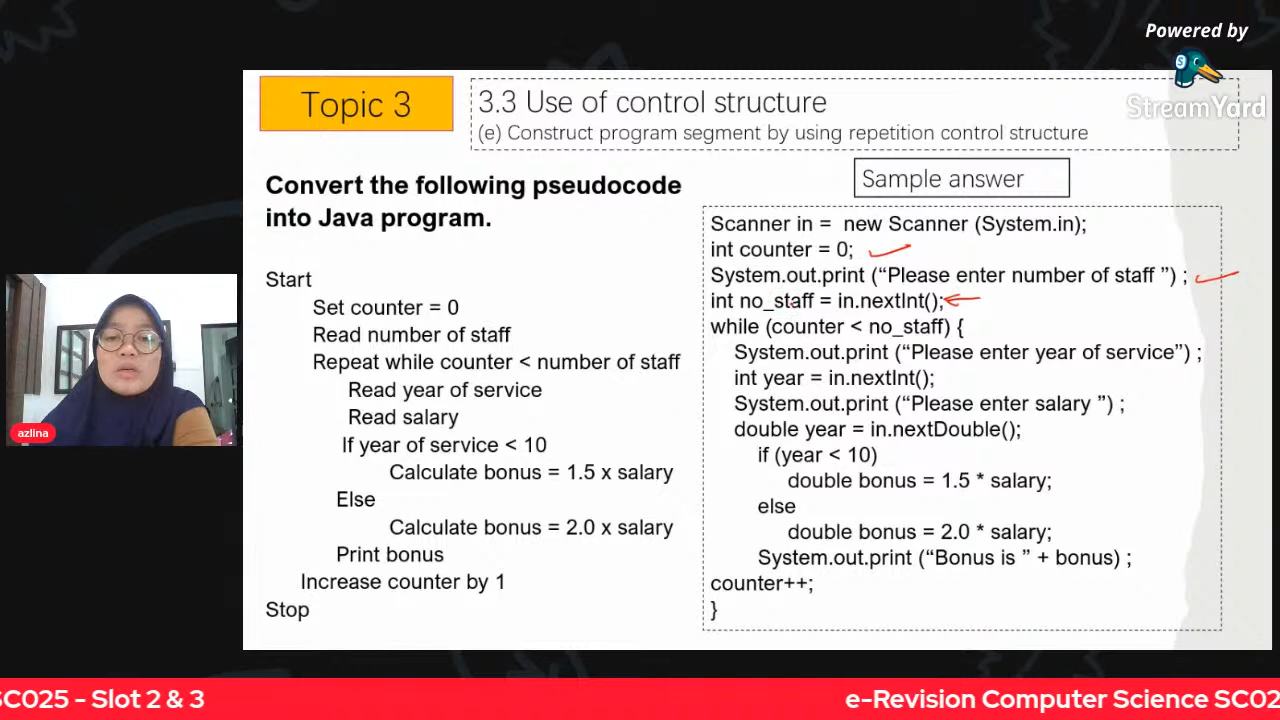 Powered by
StreamYard
Topic 3
3.3 Use of control structure
(e) Construct program segment by using repetition control structure
Convert the following pseudocode
into Java program.
Start
Set counter = 0
Read number of staff
Repeat while counter < number of staff
Read year of service
Read salary
If year of service < 10
Calculate bonus = 1.5 x salary
Else
Calculate bonus = 2.0 x salary
Print bonus
Increase counter by 1
Stop
Sample answer
Scanner in =  new Scanner (System.in);
int counter = 0;
System.out.print (“Please enter number of staff ”) ;
int no_staff = in.nextInt();
while (counter < no_staff) {
System.out.print (“Please enter year of service”) ;
int year = in.nextInt();
System.out.print (“Please enter salary ”) ;
double year = in.nextDouble();
if (year < 10)
double bonus = 1.5 * salary;
else
double bonus = 2.0 * salary;
System.out.print (“Bonus is ” + bonus) ;
counter++;
}
azlina
SC025 - Slot 2 & 3
e-Revision Computer Science SC02